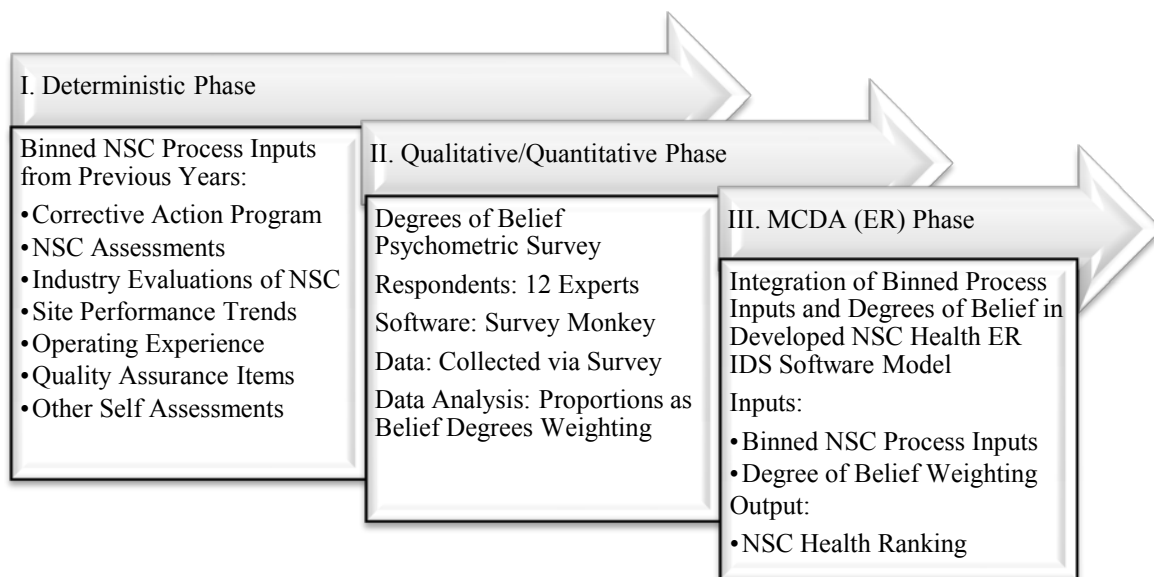 I. Deterministic Phase
Binned NSC Process Inputs
from Previous Years:
•Corrective Action Program
•NSC Assessments
•Industry Evaluations of NSC
•Site Performance Trends
•Operating Experience
•Quality Assurance Items
•Other Self Assessments
II. Qualitative/Quantitative Phase
Degrees of Belief
Psychometric Survey
Respondents: 12 Experts
Software: Survey Monkey
Data: Collected via Survey
Data Analysis: Proportions as
Belief Degrees Weighting
III. MCDA (ER) Phase
Integration of Binned Process
Inputs and Degrees of Belief in
Developed NSC Health ER
IDS Software Model
Inputs:
•Binned NSC Process Inputs
•Degree of Belief Weighting
Output:
•NSC Health Ranking